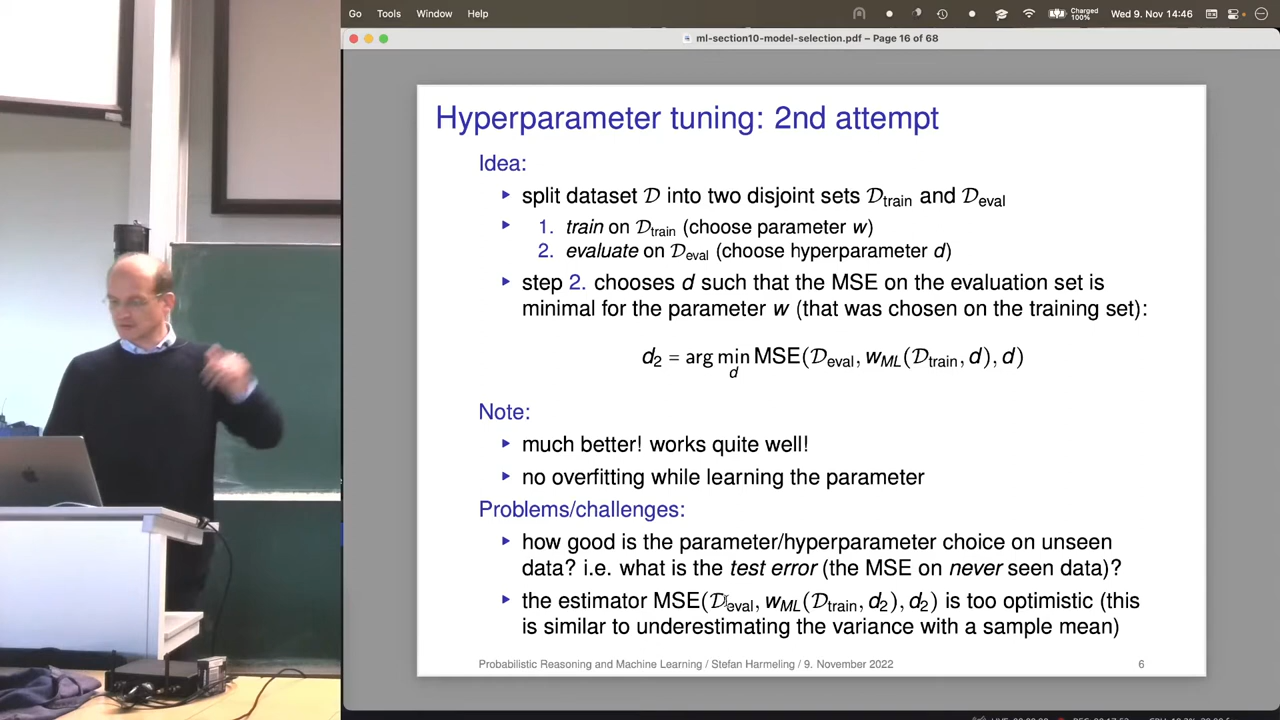 Go Tools Window Help Charged 100% Wed 9. Nov 14:46
ml-section10-model-selection.pdf – Page 16 of 68
Hyperparameter tuning: 2nd attempt
Idea:
▸ split dataset 𝒟 into two disjoint sets 𝒟train and 𝒟eval
▸ 1. train on 𝒟train (choose parameter w)
2. evaluate on 𝒟eval (choose hyperparameter d)
▸ step 2. chooses d such that the MSE on the evaluation set is
minimal for the parameter w (that was chosen on the training set):
d2 = arg min MSE(𝒟eval, wML(𝒟train, d), d)
d
Note:
▸ much better! works quite well!
▸ no overfitting while learning the parameter
Problems/challenges:
▸ how good is the parameter/hyperparameter choice on unseen
data? i.e. what is the test error (the MSE on never seen data)?
▸ the estimator MSE(𝒟eval, wML(𝒟train, d2), d2) is too optimistic (this
is similar to underestimating the variance with a sample mean)
Probabilistic Reasoning and Machine Learning / Stefan Harmeling / 9. November 2022 6